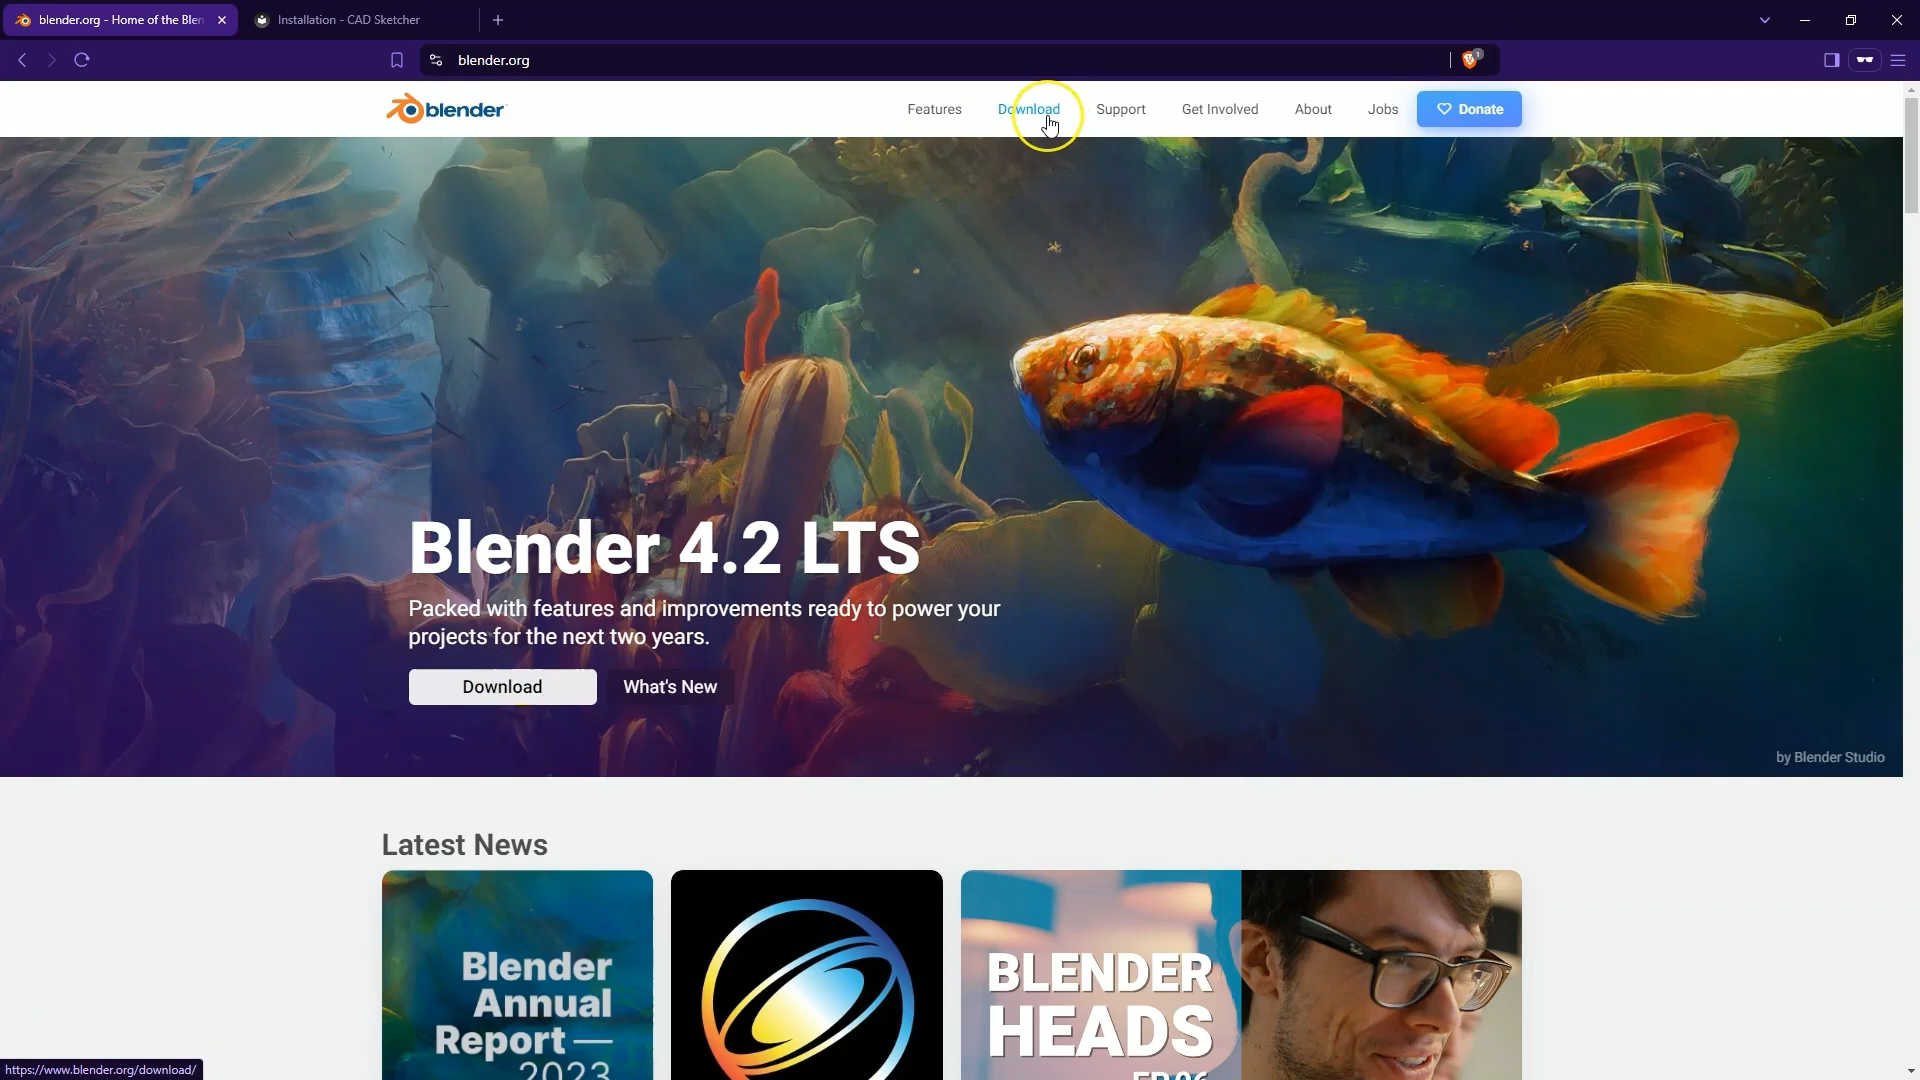 blender.org - Home of the Blen
Installation - CAD Sketcher
blender.org
1
blender
Features
Download
Support
Get Involved
About
Jobs
Donate
Blender 4.2 LTS
Packed with features and improvements ready to power your
projects for the next two years.
Download
What's New
by Blender Studio
Latest News
Blender
Annual
Report —
2023
BLENDER
HEADS
https://www.blender.org/download/